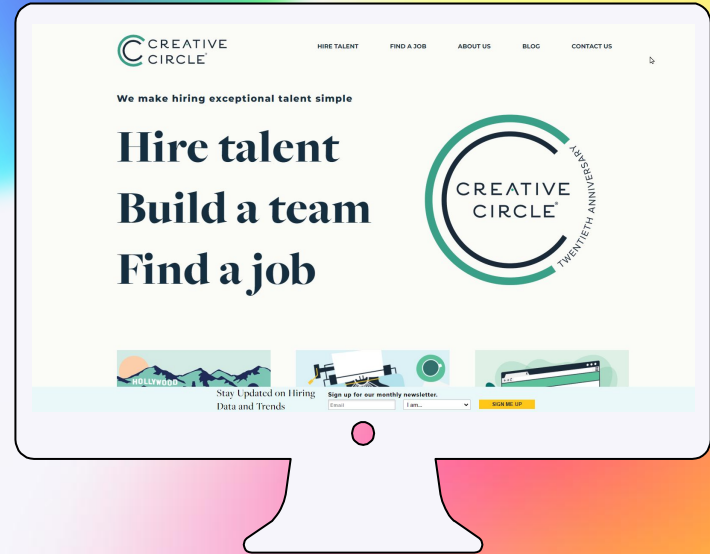 CREATIVE
CIRCLE®
HIRE TALENT
FIND A JOB
ABOUT US
BLOG
CONTACT US
We make hiring exceptional talent simple
Hire talent
Build a team
Find a job
CREATIVE
CIRCLE®
TWENTIETH ANNIVERSARY
HOLLYWOOD
Stay Updated on Hiring
Data and Trends
Sign up for our monthly newsletter.
Email
I am...
SIGN ME UP